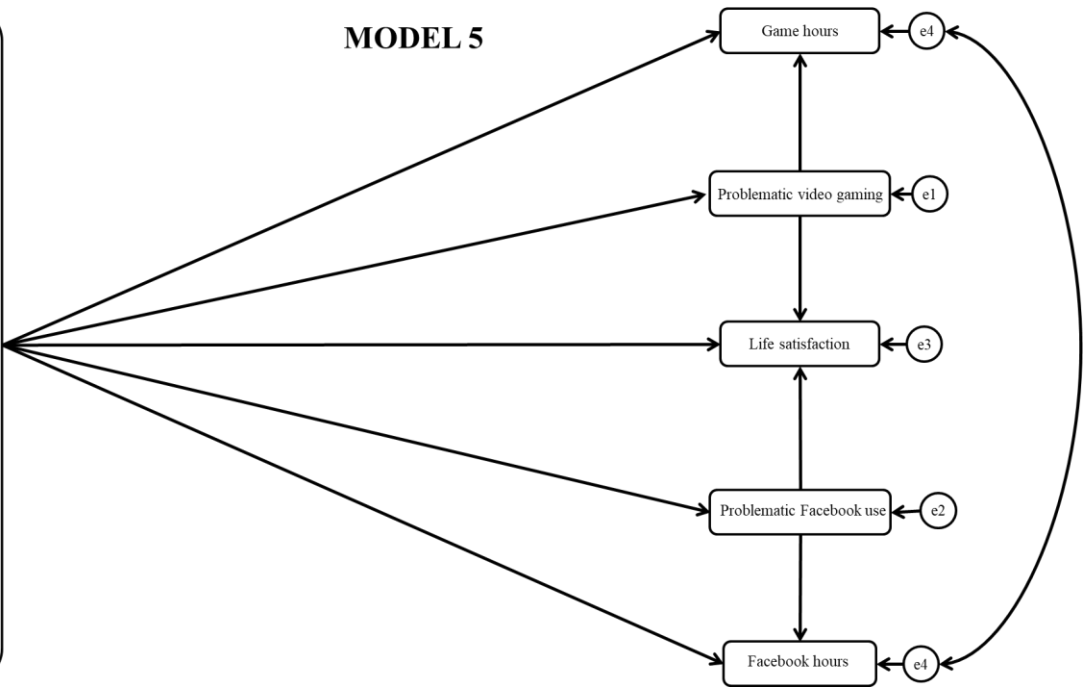 MODEL 5
Game hours
e4
Problematic video gaming
e1
Life satisfaction
e3
Problematic Facebook use
e2
Facebook hours
e4